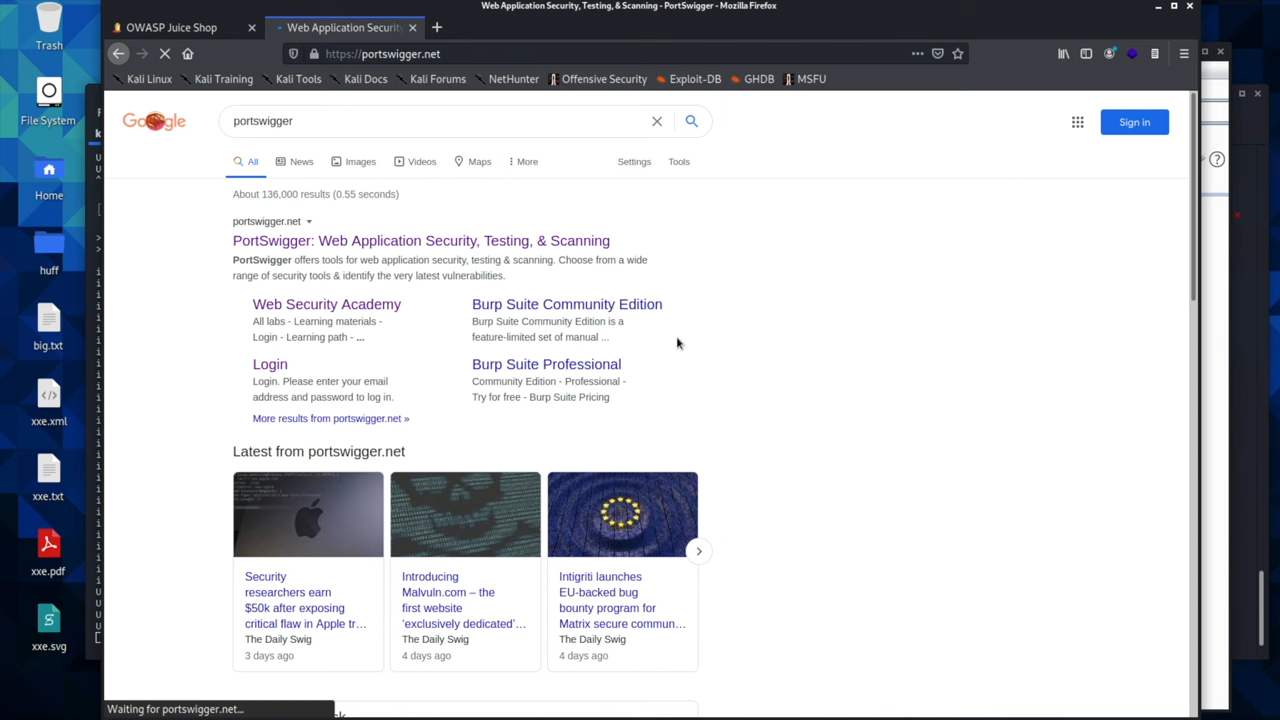 Web Application Security, Testing, & Scanning - PortSwigger - Mozilla Firefox
OWASP Juice Shop
Web Application Security
https://portswigger.net
Kali Linux
Kali Training
Kali Tools
Kali Docs
Kali Forums
NetHunter
Offensive Security
Exploit-DB
GHDB
MSFU
Trash
File System
Home
huff
big.txt
xxe.xml
xxe.txt
xxe.pdf
xxe.svg
Google
portswigger
Sign in
All
News
Images
Videos
Maps
More
Settings
Tools
About 136,000 results (0.55 seconds)
portswigger.net
PortSwigger: Web Application Security, Testing, & Scanning
PortSwigger offers tools for web application security, testing & scanning. Choose from a wide
range of security tools & identify the very latest vulnerabilities.
Web Security Academy
All labs - Learning materials -
Login - Learning path - ...
Burp Suite Community Edition
Burp Suite Community Edition is a
feature-limited set of manual ...
Login
Login. Please enter your email
address and password to log in.
Burp Suite Professional
Community Edition - Professional -
Try for free - Burp Suite Pricing
More results from portswigger.net »
Latest from portswigger.net
Security
researchers earn
$50k after exposing
critical flaw in Apple tr...
The Daily Swig
3 days ago
Introducing
Malvuln.com – the
first website
‘exclusively dedicated’...
The Daily Swig
4 days ago
Intigriti launches
EU-backed bug
bounty program for
Matrix secure commun...
The Daily Swig
4 days ago
Waiting for portswigger.net...